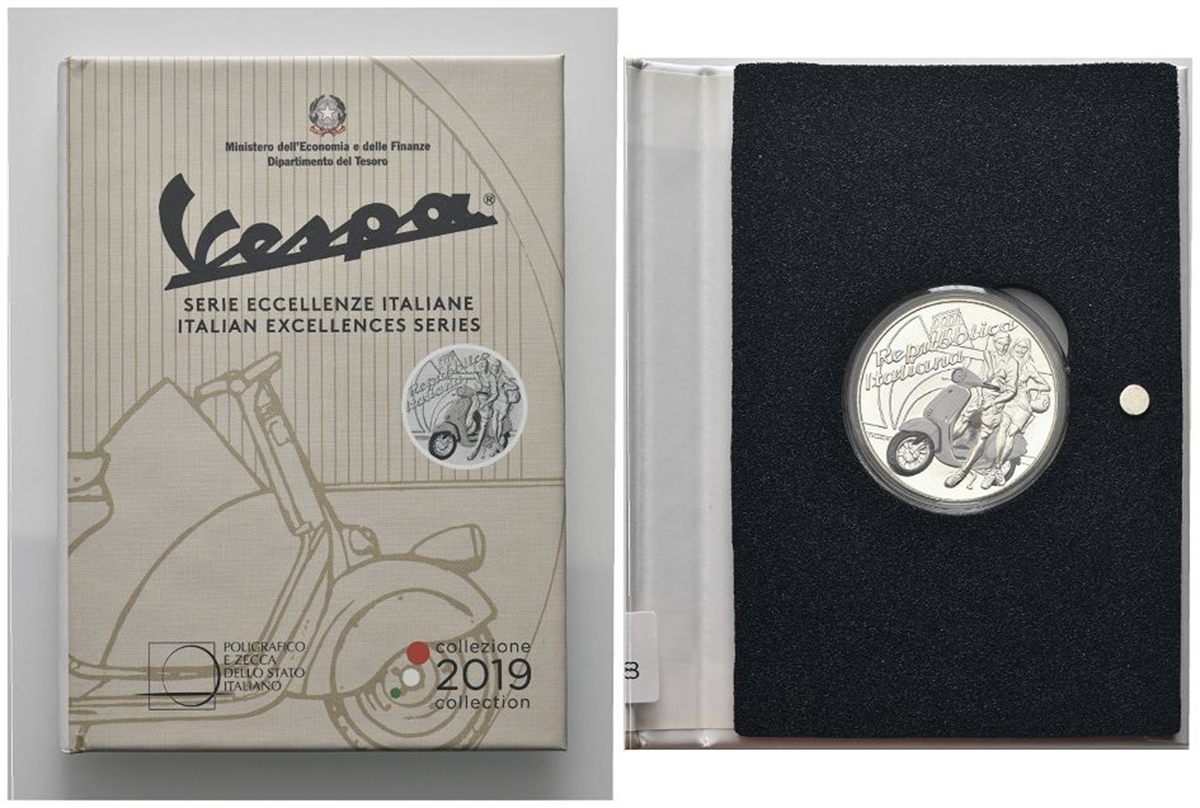 Ministero dell'Economia e delle Finanze
Dipartimento del Tesoro
Vespa®
SERIE ECCELLENZE ITALIANE
ITALIAN EXCELLENCES SERIES
Repubblica
Italiana
POLIGRAFICO
E ZECCA
DELLO STATO
ITALIANO
collezione
2019
collection
Repubblica
Italiana
8